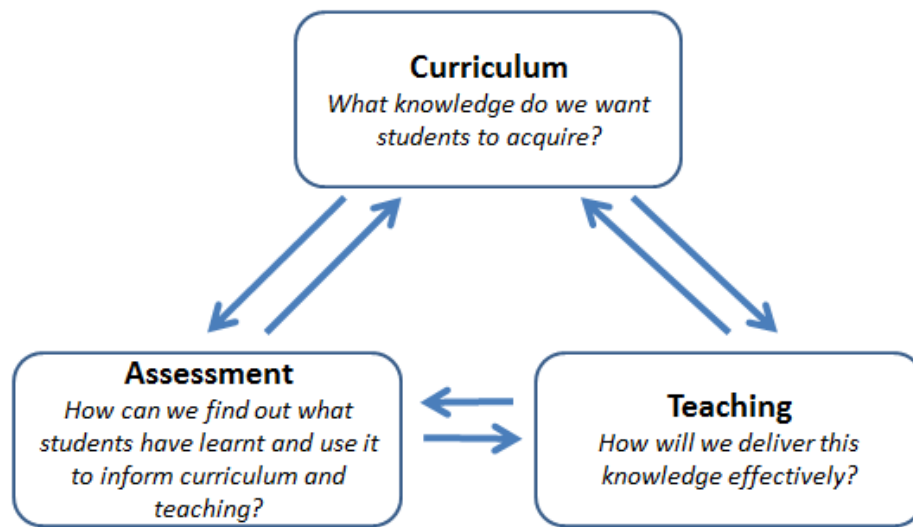 Curriculum
What knowledge do we want
students to acquire?
Assessment
How can we find out what
students have learnt and use it
to inform curriculum and
teaching?
Teaching
How will we deliver this
knowledge effectively?